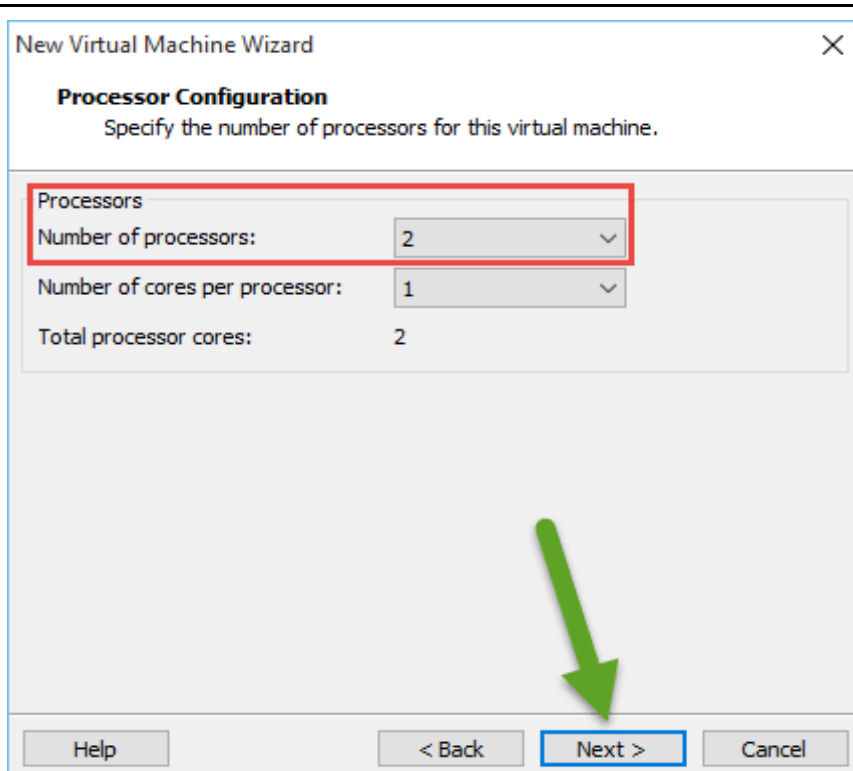 New Virtual Machine Wizard
Processor Configuration
Specify the number of processors for this virtual machine.
Processors
Number of processors: 2
Number of cores per processor: 1
Total processor cores: 2
Help < Back Next > Cancel